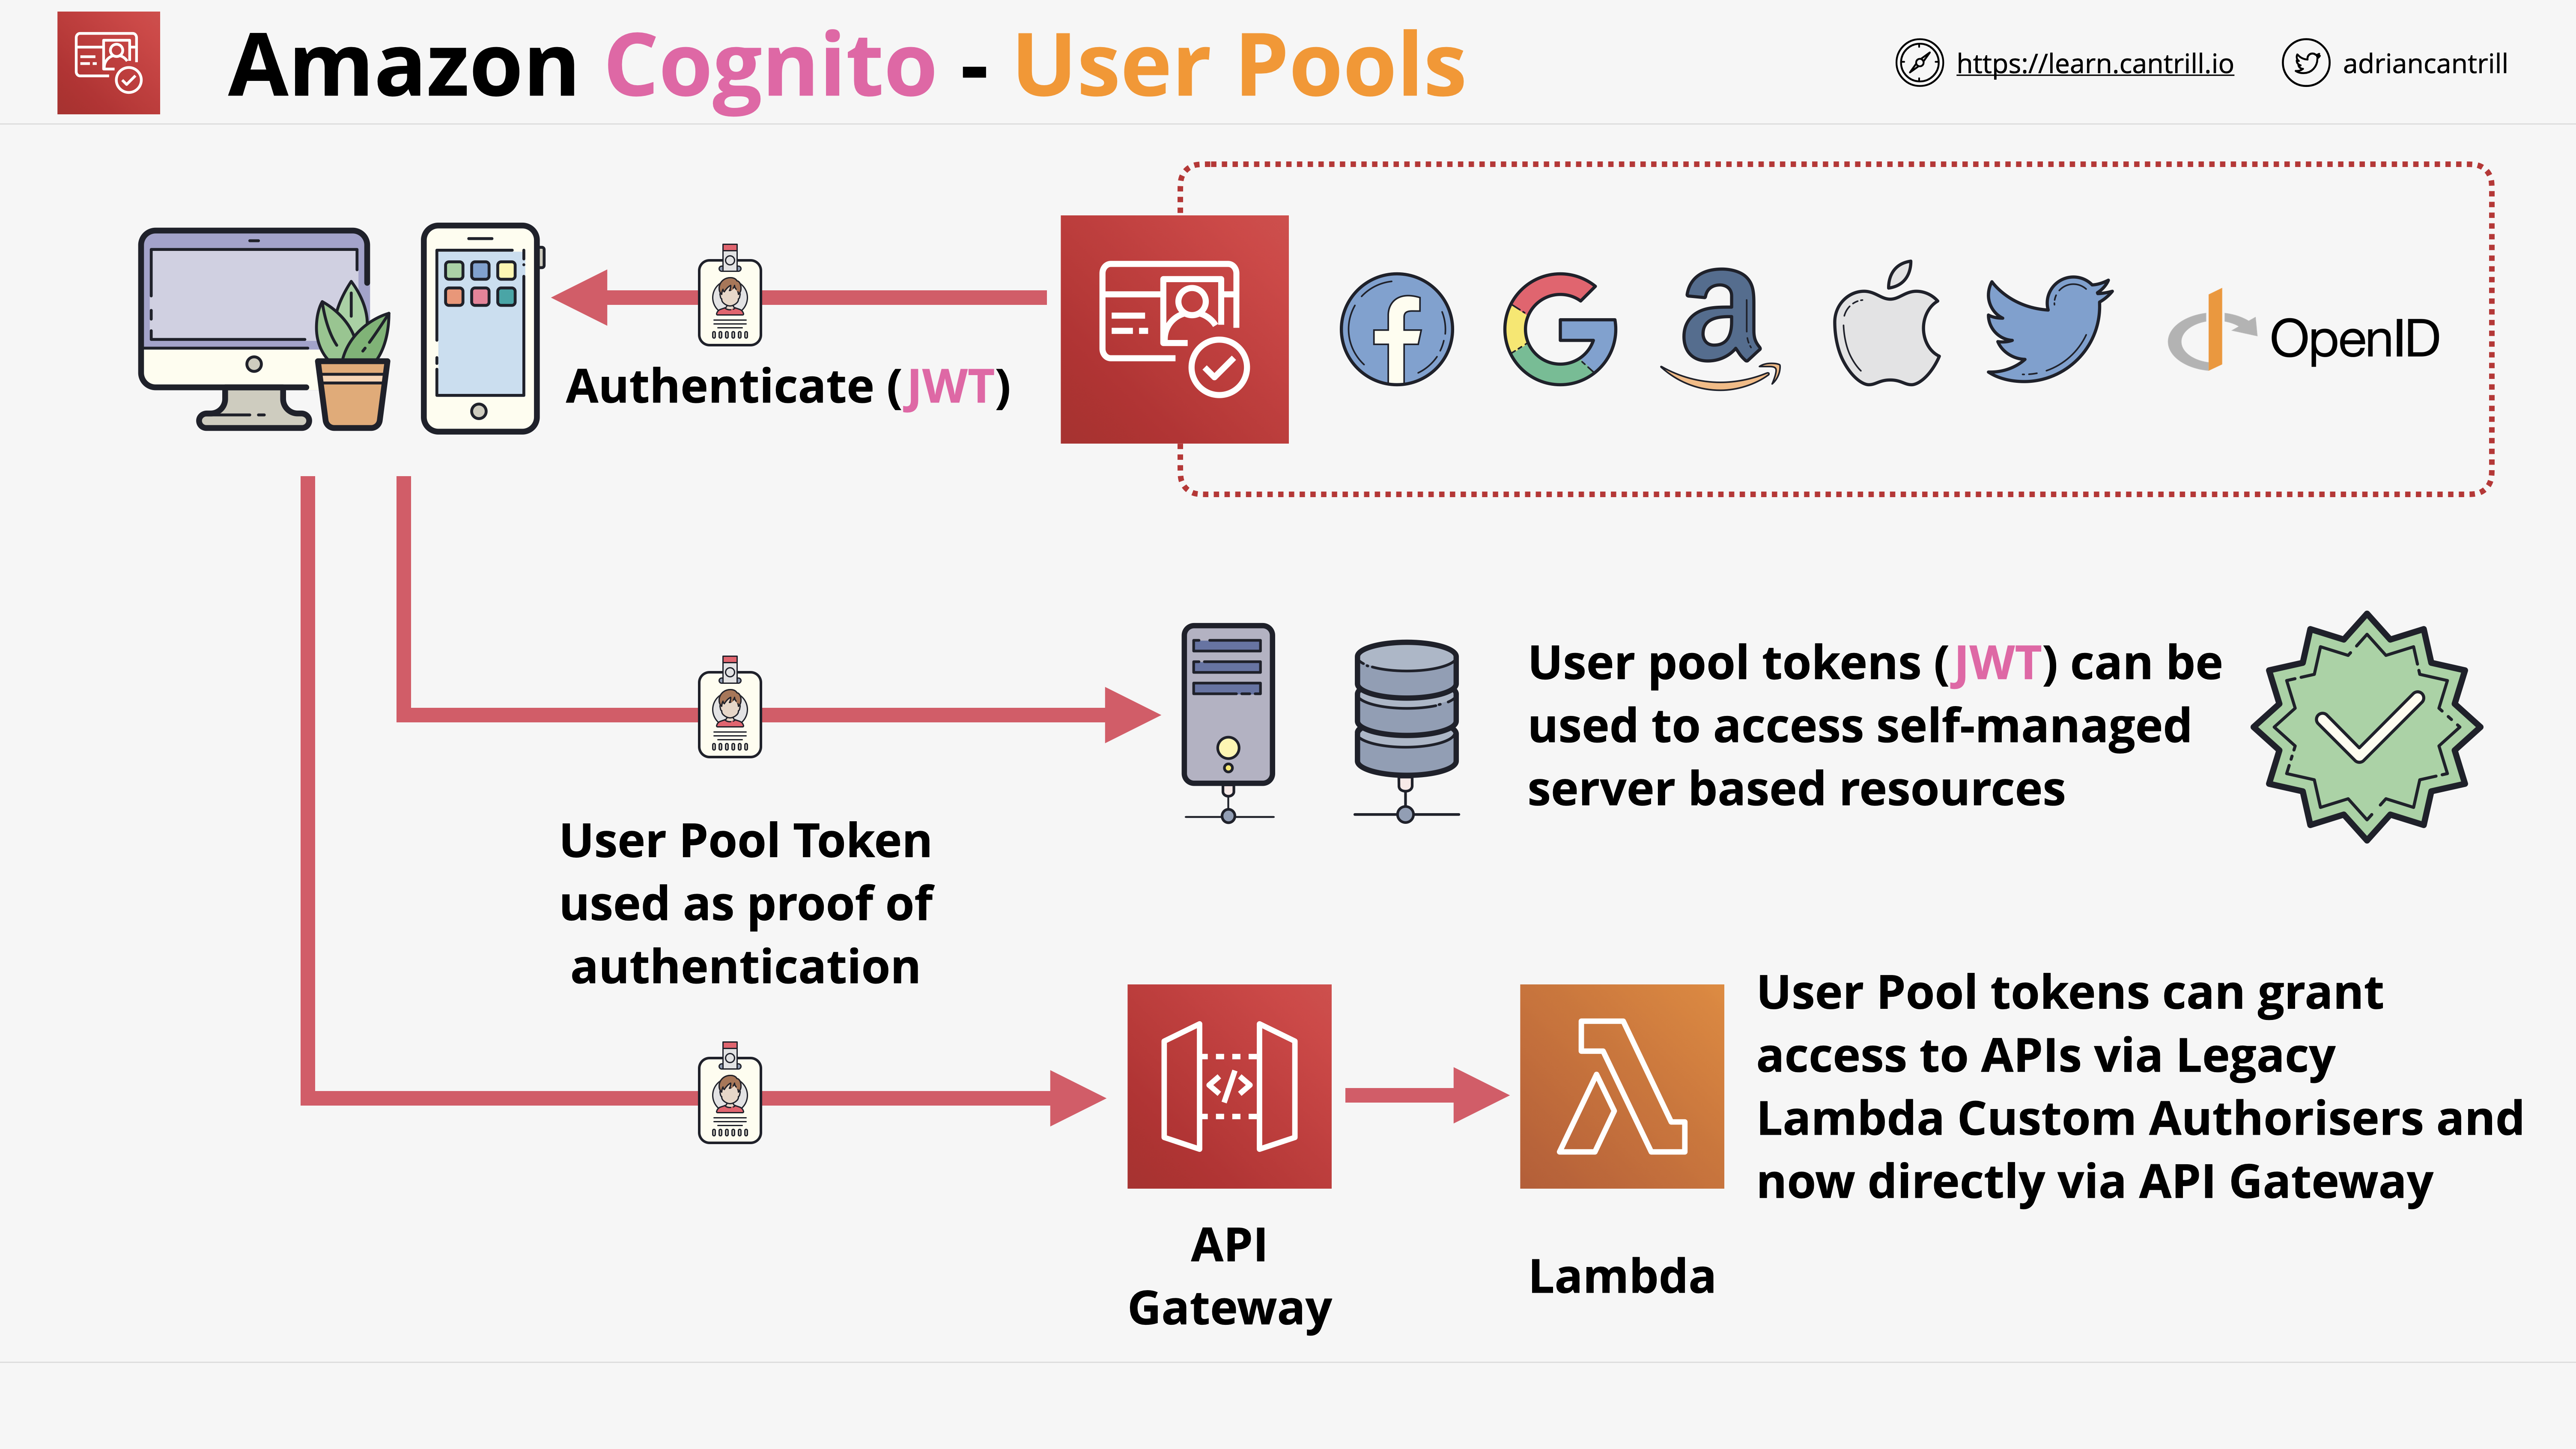 Amazon Cognito - User Pools
https://learn.cantrill.io
adriancantrill
OpenID
Authenticate (JWT)
User pool tokens (JWT) can be
used to access self-managed
server based resources
User Pool Token
used as proof of
authentication
User Pool tokens can grant
access to APIs via Legacy
Lambda Custom Authorisers and
now directly via API Gateway
API
Gateway
Lambda